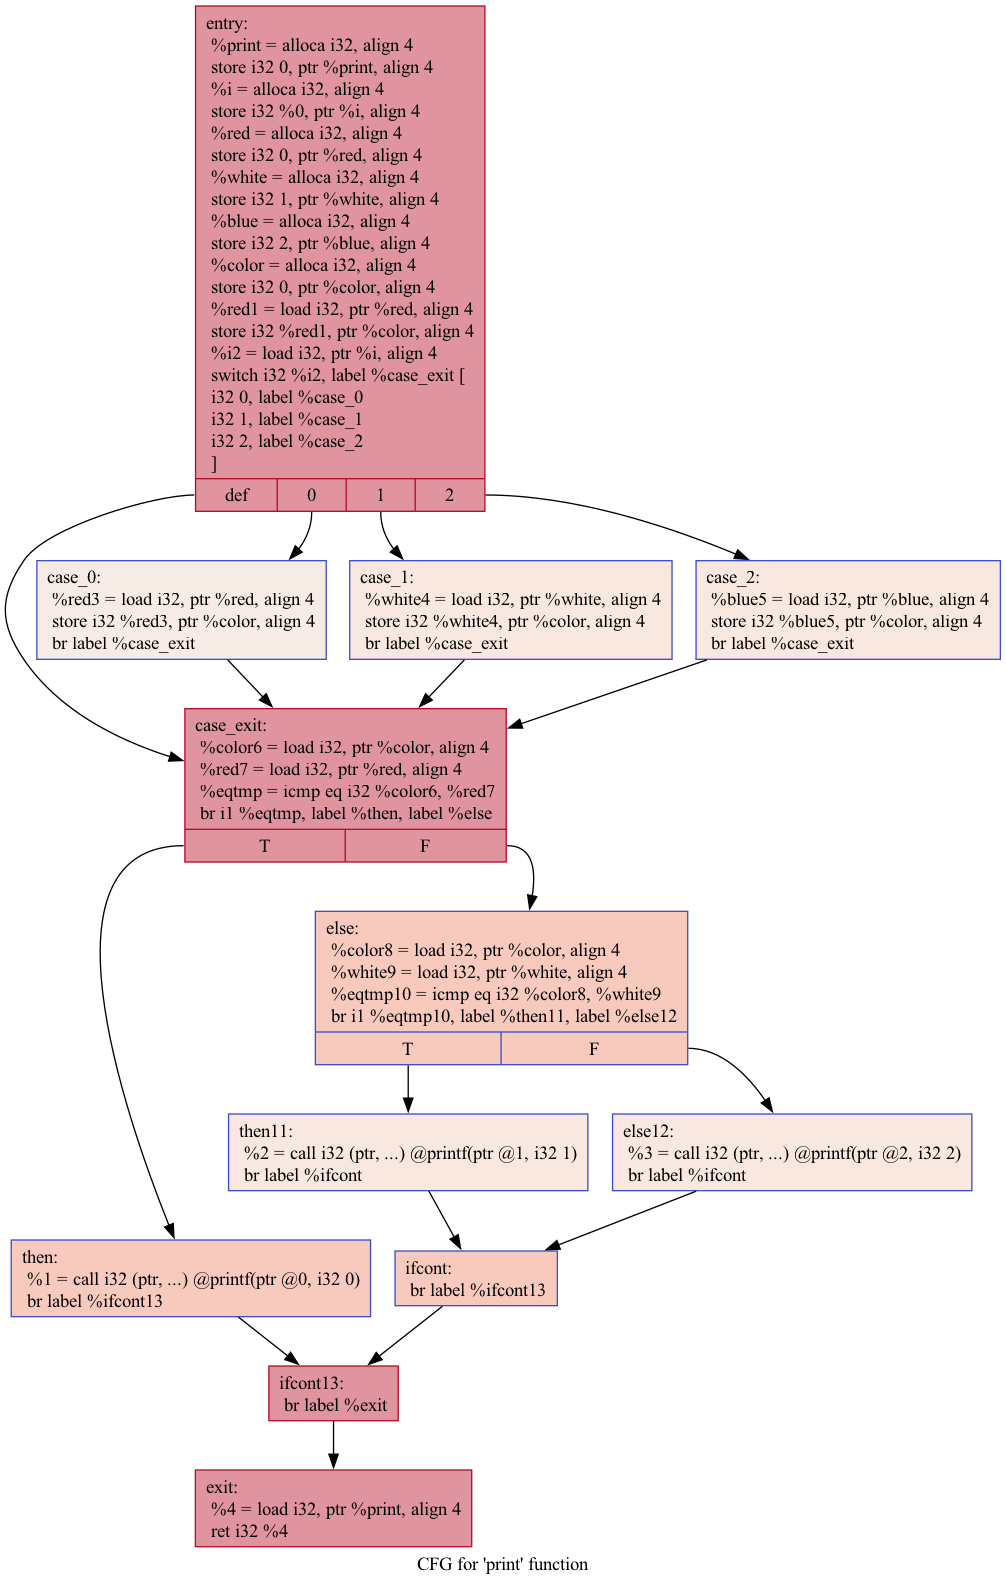 entry:
%print = alloca i32, align 4
store i32 0, ptr %print, align 4
%i = alloca i32, align 4
store i32 %0, ptr %i, align 4
%red = alloca i32, align 4
store i32 0, ptr %red, align 4
%white = alloca i32, align 4
store i32 1, ptr %white, align 4
%blue = alloca i32, align 4
store i32 2, ptr %blue, align 4
%color = alloca i32, align 4
store i32 0, ptr %color, align 4
%red1 = load i32, ptr %red, align 4
store i32 %red1, ptr %color, align 4
%i2 = load i32, ptr %i, align 4
switch i32 %i2, label %case_exit [
i32 0, label %case_0
i32 1, label %case_1
i32 2, label %case_2
]
def 0 1 2
case_0:
%red3 = load i32, ptr %red, align 4
store i32 %red3, ptr %color, align 4
br label %case_exit
case_1:
%white4 = load i32, ptr %white, align 4
store i32 %white4, ptr %color, align 4
br label %case_exit
case_2:
%blue5 = load i32, ptr %blue, align 4
store i32 %blue5, ptr %color, align 4
br label %case_exit
case_exit:
%color6 = load i32, ptr %color, align 4
%red7 = load i32, ptr %red, align 4
%eqtmp = icmp eq i32 %color6, %red7
br i1 %eqtmp, label %then, label %else
T F
else:
%color8 = load i32, ptr %color, align 4
%white9 = load i32, ptr %white, align 4
%eqtmp10 = icmp eq i32 %color8, %white9
br i1 %eqtmp10, label %then11, label %else12
T F
then11:
%2 = call i32 (ptr, ...) @printf(ptr @1, i32 1)
br label %ifcont
else12:
%3 = call i32 (ptr, ...) @printf(ptr @2, i32 2)
br label %ifcont
then:
%1 = call i32 (ptr, ...) @printf(ptr @0, i32 0)
br label %ifcont13
ifcont:
br label %ifcont13
ifcont13:
br label %exit
exit:
%4 = load i32, ptr %print, align 4
ret i32 %4
CFG for 'print' function